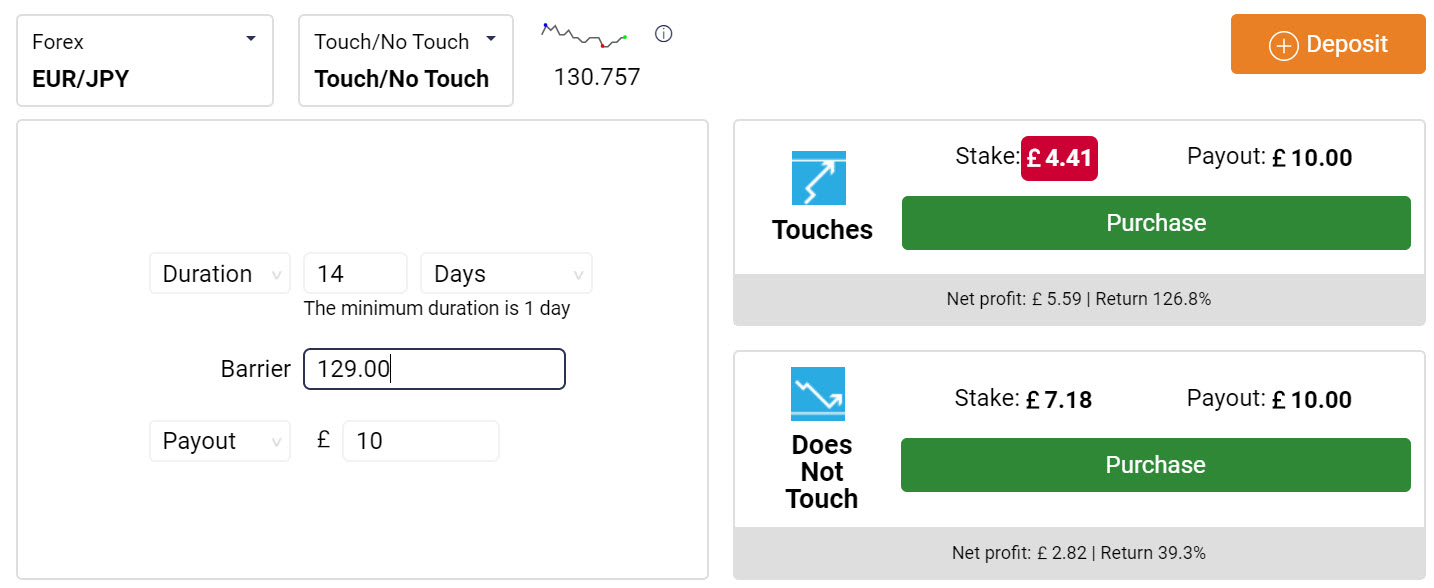 Forex
EUR/JPY
Touch/No Touch
Touch/No Touch
130.757
Deposit
Duration 14 Days
The minimum duration is 1 day
Barrier 129.00
Payout £ 10
Touches
Stake: £ 4.41 Payout: £ 10.00
Purchase
Net profit: £ 5.59 | Return 126.8%
Does
Not
Touch
Stake: £ 7.18 Payout: £ 10.00
Purchase
Net profit: £ 2.82 | Return 39.3%